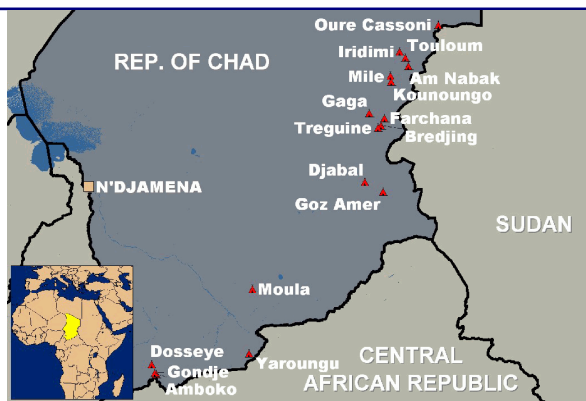 Oure Cassoni
Iridimi
Touloum
REP. OF CHAD
Mile
Am Nabak
Kounoungo
Gaga
Farchana
Treguine
Bredjing
Djabal
N'DJAMENA
Goz Amer
SUDAN
Moula
Dosseye
Yaroungu
Gondje
Amboko
CENTRAL
AFRICAN REPUBLIC